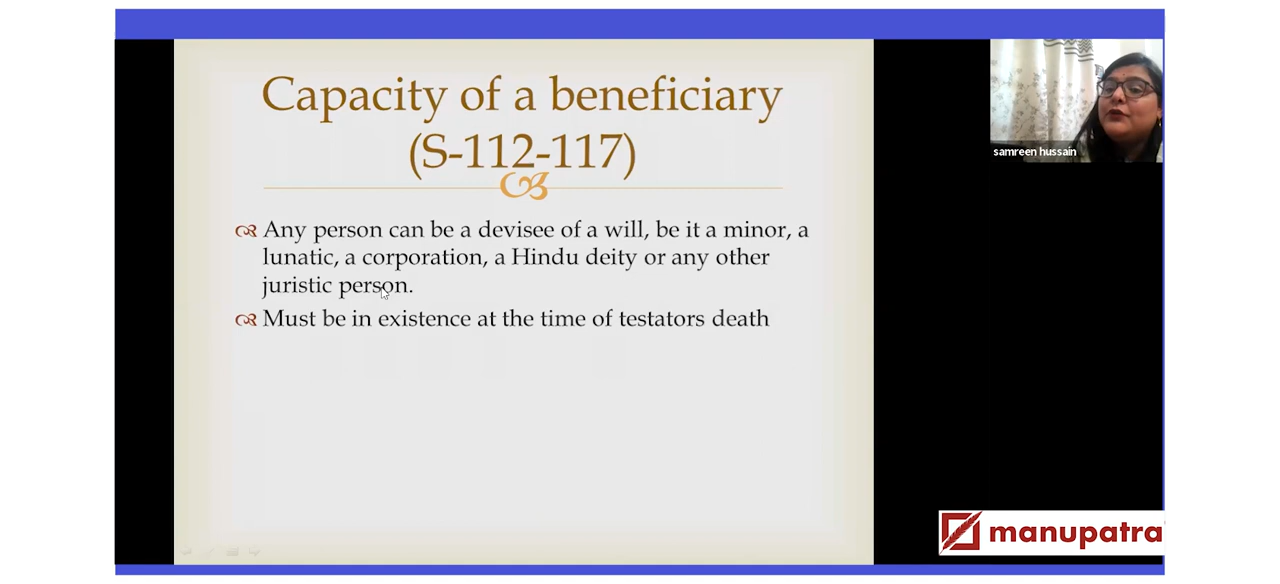 Capacity of a beneficiary
(S-112-117)
Any person can be a devisee of a will, be it a minor, a
lunatic, a corporation, a Hindu deity or any other
juristic person.
Must be in existence at the time of testators death
samreen hussain
manupatra